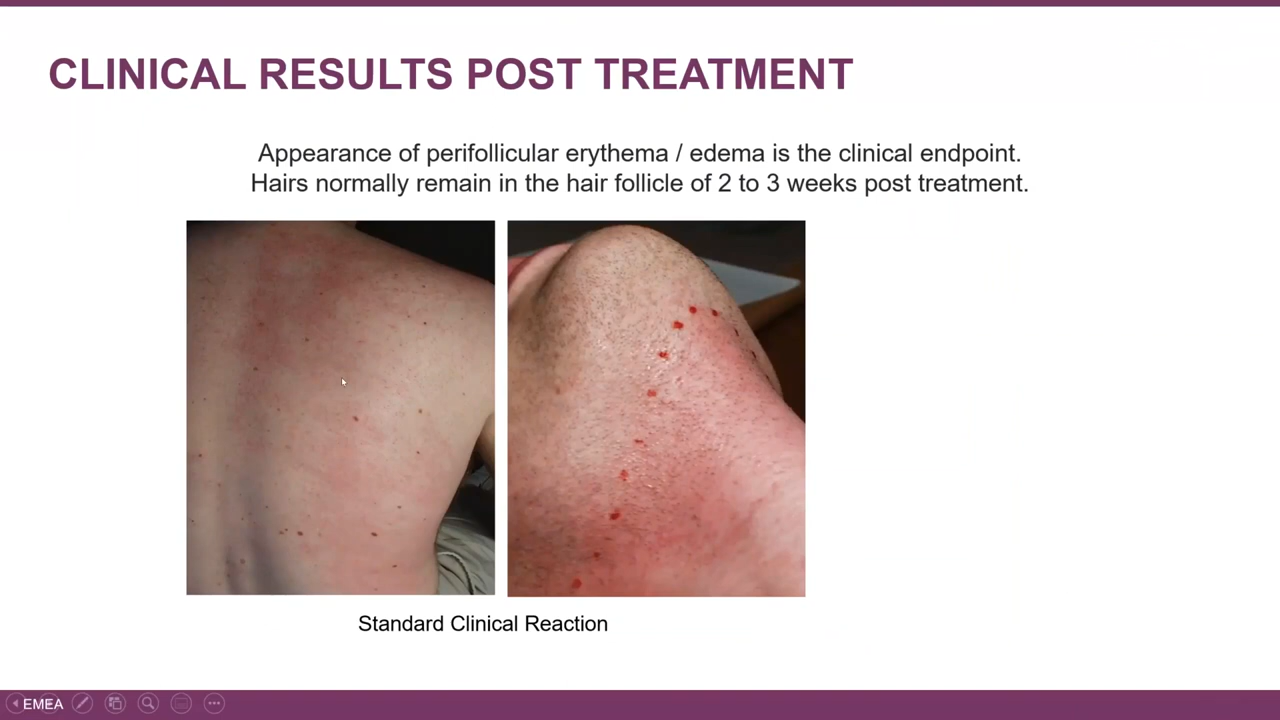 CLINICAL RESULTS POST TREATMENT
Appearance of perifollicular erythema / edema is the clinical endpoint.
Hairs normally remain in the hair follicle of 2 to 3 weeks post treatment.
Standard Clinical Reaction
EMEA